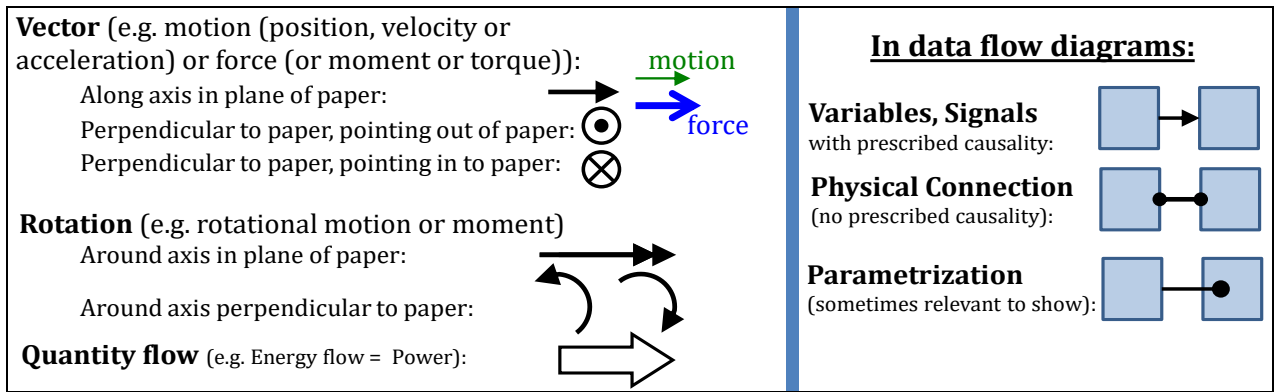 Vector (e.g. motion (position, velocity or
acceleration) or force (or moment or torque)):
motion
Along axis in plane of paper:
Perpendicular to paper, pointing out of paper:
force
Perpendicular to paper, pointing in to paper:
Rotation (e.g. rotational motion or moment)
Around axis in plane of paper:
Around axis perpendicular to paper:
Quantity flow (e.g. Energy flow = Power):
In data flow diagrams:
Variables, Signals
with prescribed causality:
Physical Connection
(no prescribed causality):
Parametrization
(sometimes relevant to show):